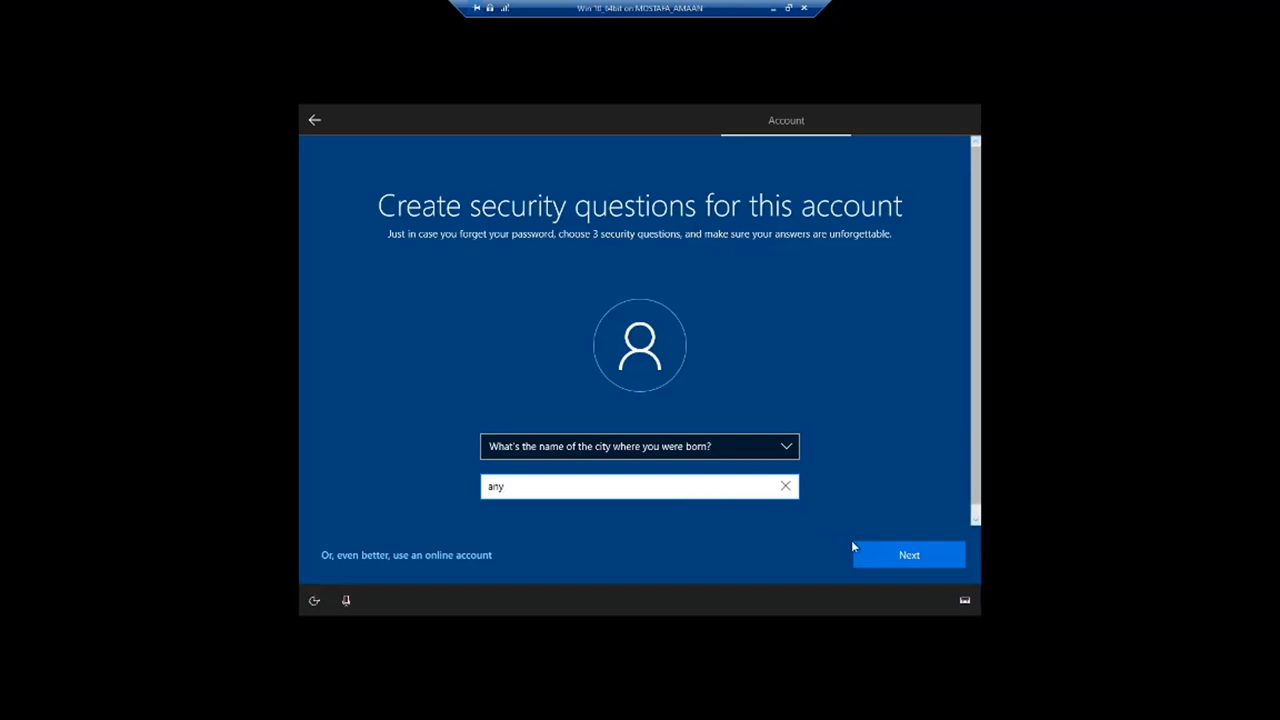 Win 10_64bit on MOSTAFA_AMAAN
Account
Create security questions for this account
Just in case you forget your password, choose 3 security questions, and make sure your answers are unforgettable.
What's the name of the city where you were born?
any
Or, even better, use an online account
Next